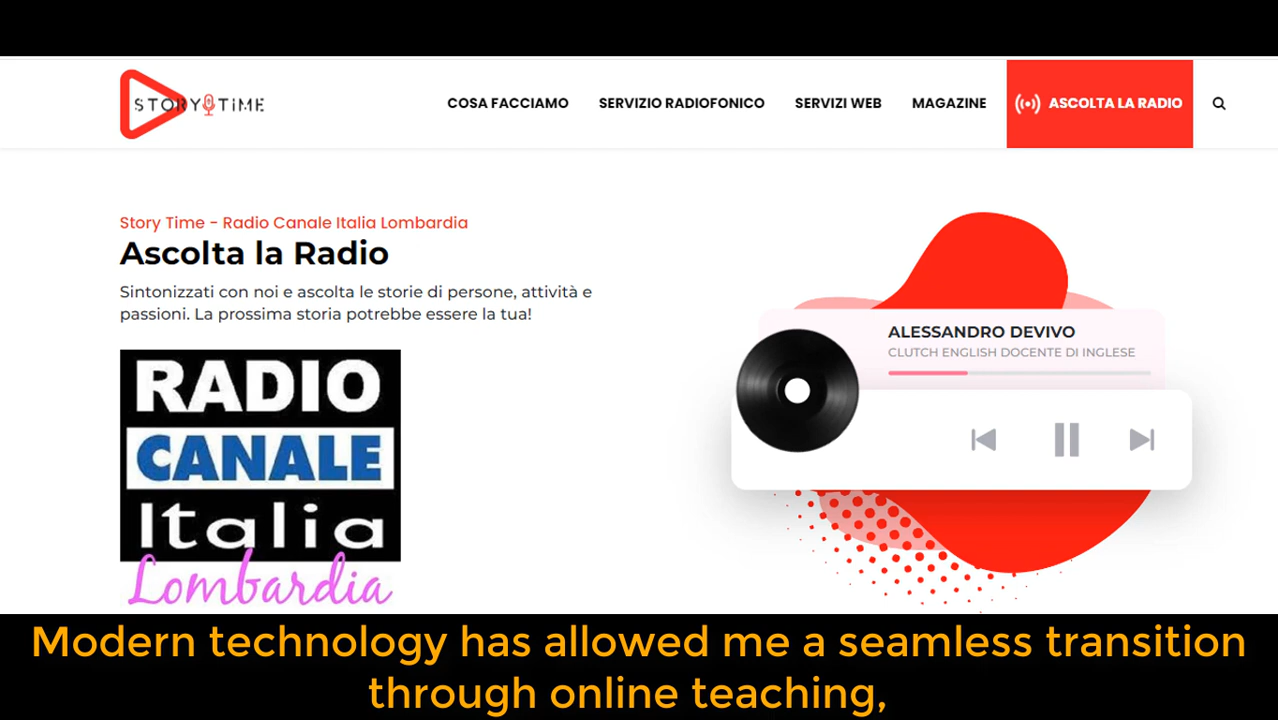 STORY TIME
COSA FACCIAMO
SERVIZIO RADIOFONICO
SERVIZI WEB
MAGAZINE
ASCOLTA LA RADIO
Story Time - Radio Canale Italia Lombardia
Ascolta la Radio
Sintonizzati con noi e ascolta le storie di persone, attività e
passioni. La prossima storia potrebbe essere la tua!
RADIO
CANALE
Italia
Lombardia
ALESSANDRO DEVIVO
CLUTCH ENGLISH DOCENTE DI INGLESE
Modern technology has allowed me a seamless transition
through online teaching,